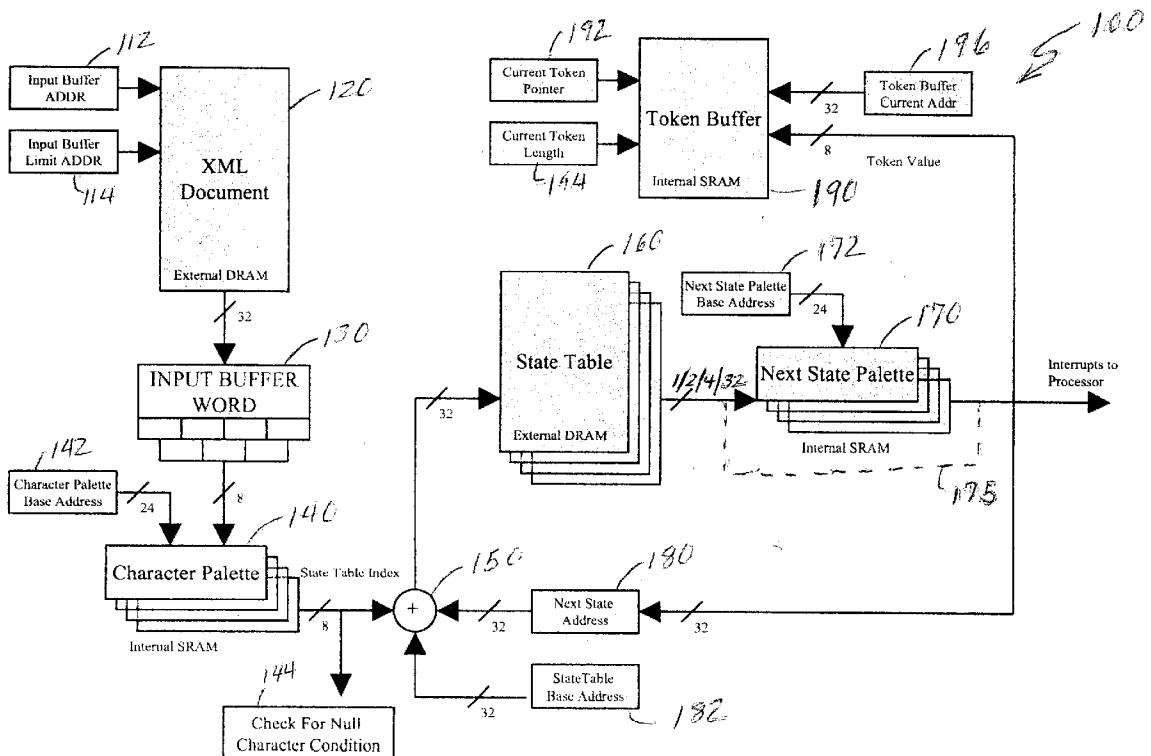 112
Input Buffer
ADDR
120
Input Buffer
Limit ADDR
114
XML
Document
External DRAM
32
130
INPUT BUFFER
WORD
142
Character Palette
Base Address
24
8
140
Character Palette
Internal SRAM
State Table Index
8
144
Check For Null
Character Condition
192
Current Token
Pointer
Current Token
Length
194
Token Buffer
Internal SRAM
190
196
Token Buffer
Current Addr
32
8
Token Value
100
160
State Table
External DRAM
32
1/2/4/32
172
Next State Palette
Base Address
24
170
Next State Palette
Internal SRAM
175
Interrupts to
Processor
150
+
180
Next State
Address
32
32
StateTable
Base Address
32
182